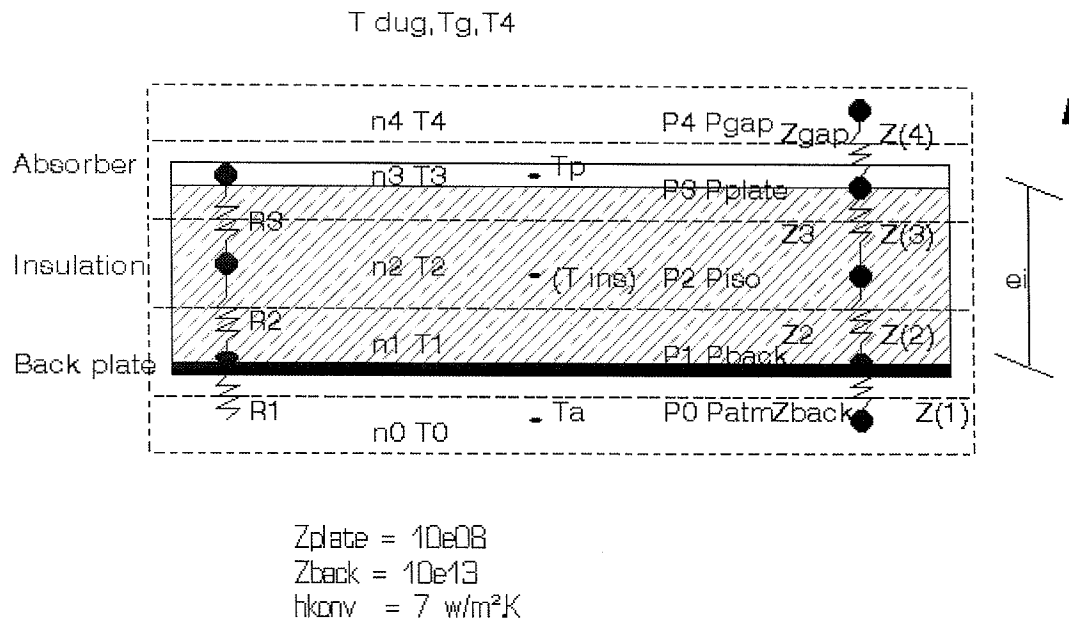 T dug,Tg,T4
n4 T4 P4 Pgap Zgap Z(4)
Absorber n3 T3 Tp P3 Pplate
R3 Z3 Z(3)
Insulation n2 T2 (T ins) P2 Piso ei
R2 Z2 Z(2)
Back plate n1 T1 P1 Pback
R1 n0 T0 Ta P0 PatmZback Z(1)
Zplate = 10e08
Zback = 10e13
hkonv = 7 w/m²K